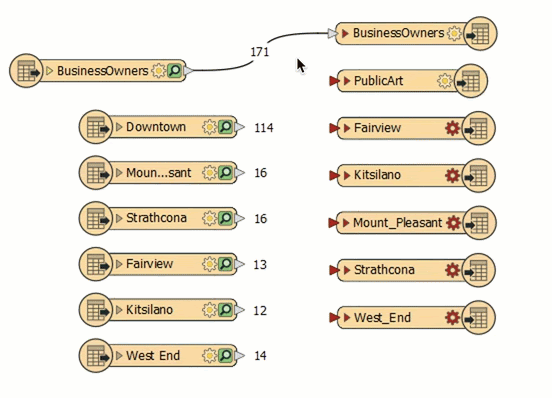 BusinessOwners
171
BusinessOwners
PublicArt
Downtown 114
Fairview
Moun...sant 16
Kitsilano
Strathcona 16
Mount_Pleasant
Fairview 13
Strathcona
Kitsilano 12
West_End
West End 14